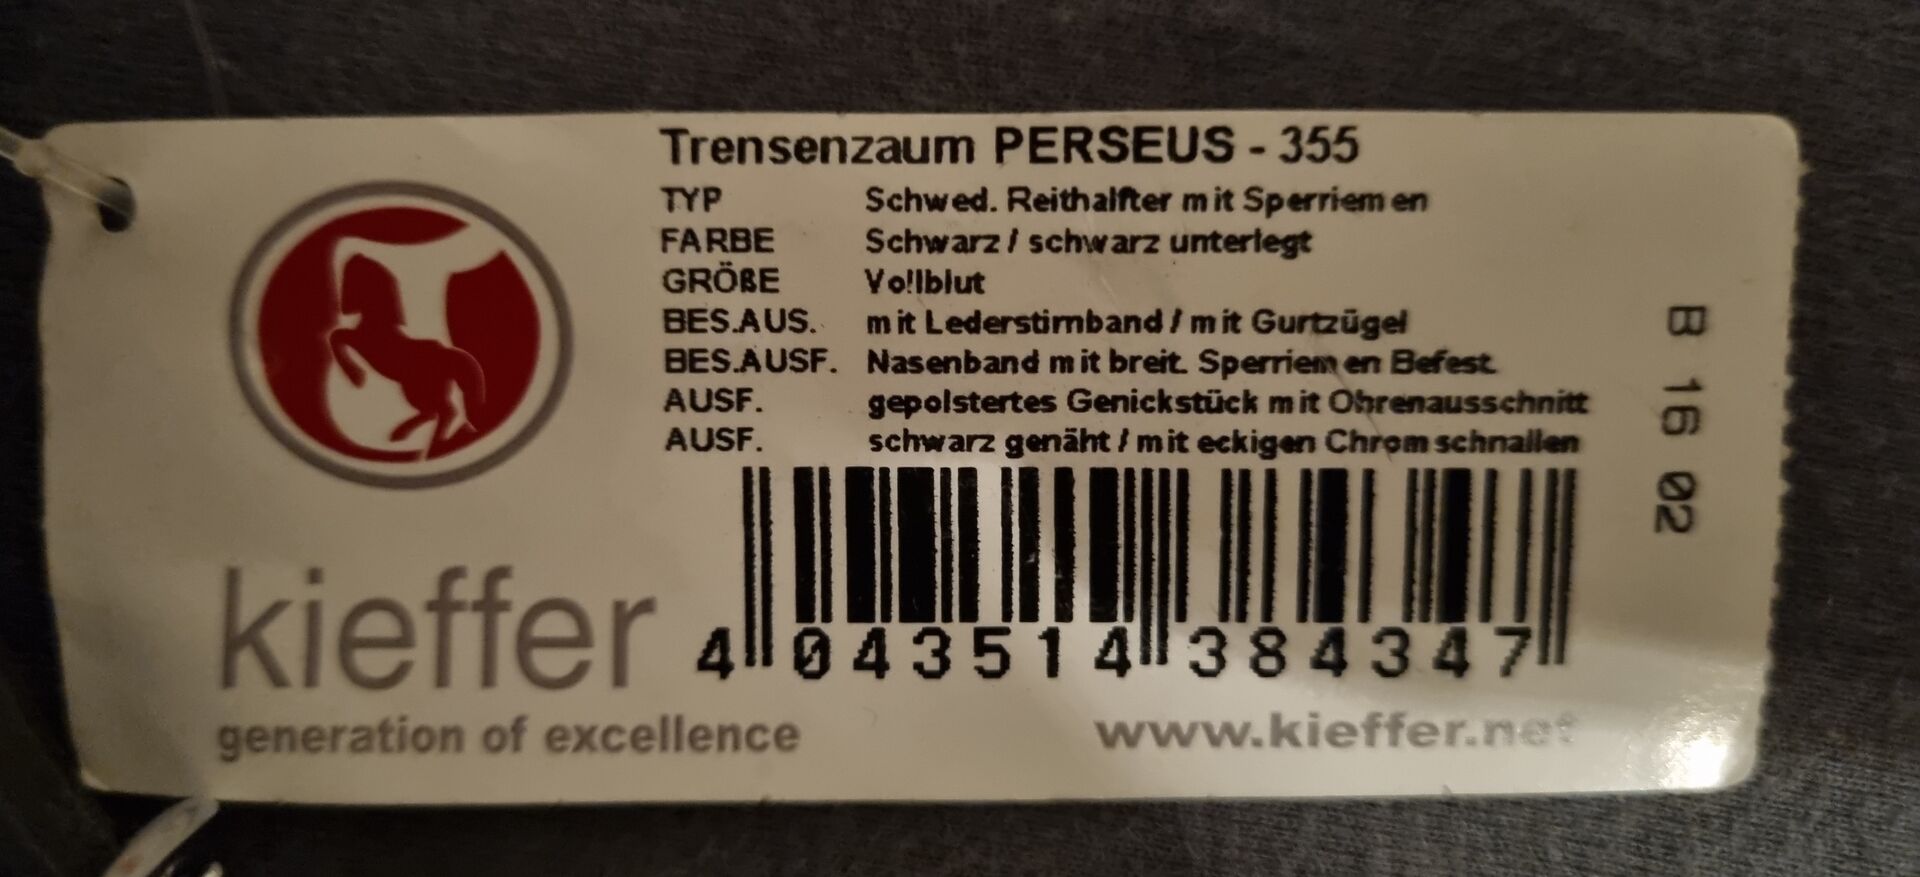 Trensenzaum PERSEUS - 355
TYP Schwed. Reithalfter mit Sperriemen
FARBE Schwarz / schwarz unterlegt
GRÖßE Vollblut
BES.AUS. mit Lederstirnband / mit Gurtzügel
BES.AUSF. Nasenband mit breit. Sperriemen Befest.
AUSF. gepolstertes Genickstück mit Ohrenausschnitt
AUSF. schwarz genäht / mit eckigen Chromschnallen
B 16 02
4 043514 384347
kieffer
generation of excellence
www.kieffer.net